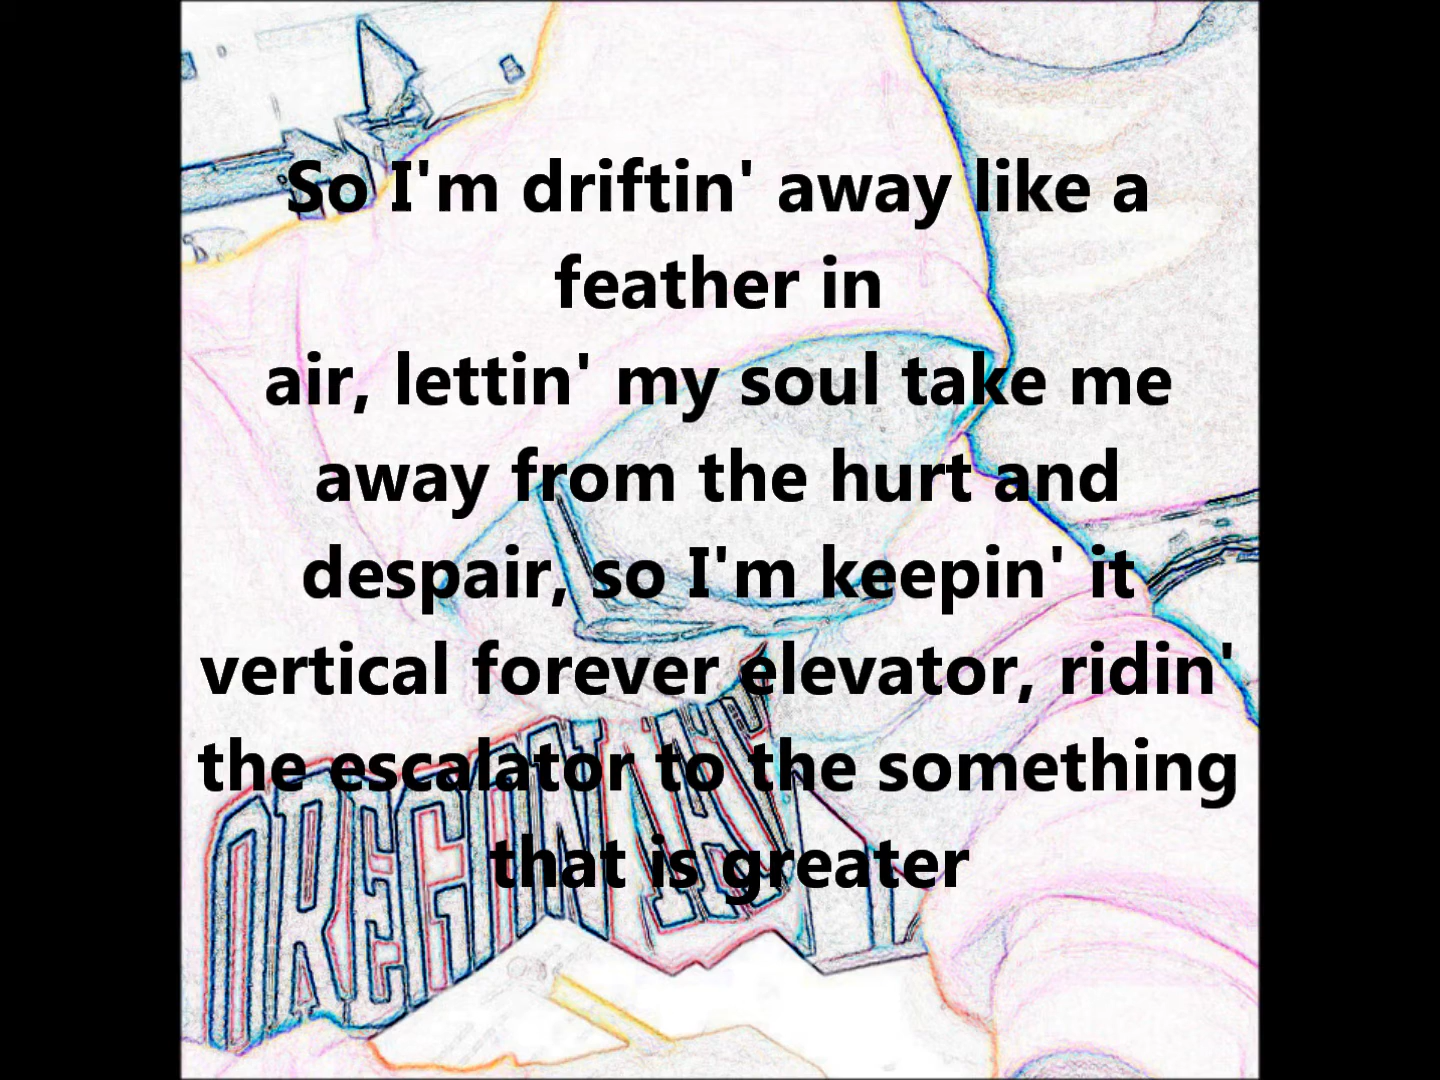 So I'm driftin' away like a
feather in
air, lettin' my soul take me
away from the hurt and
despair, so I'm keepin' it
vertical forever elevator, ridin'
the escalator to the something
that is greater
OREGON